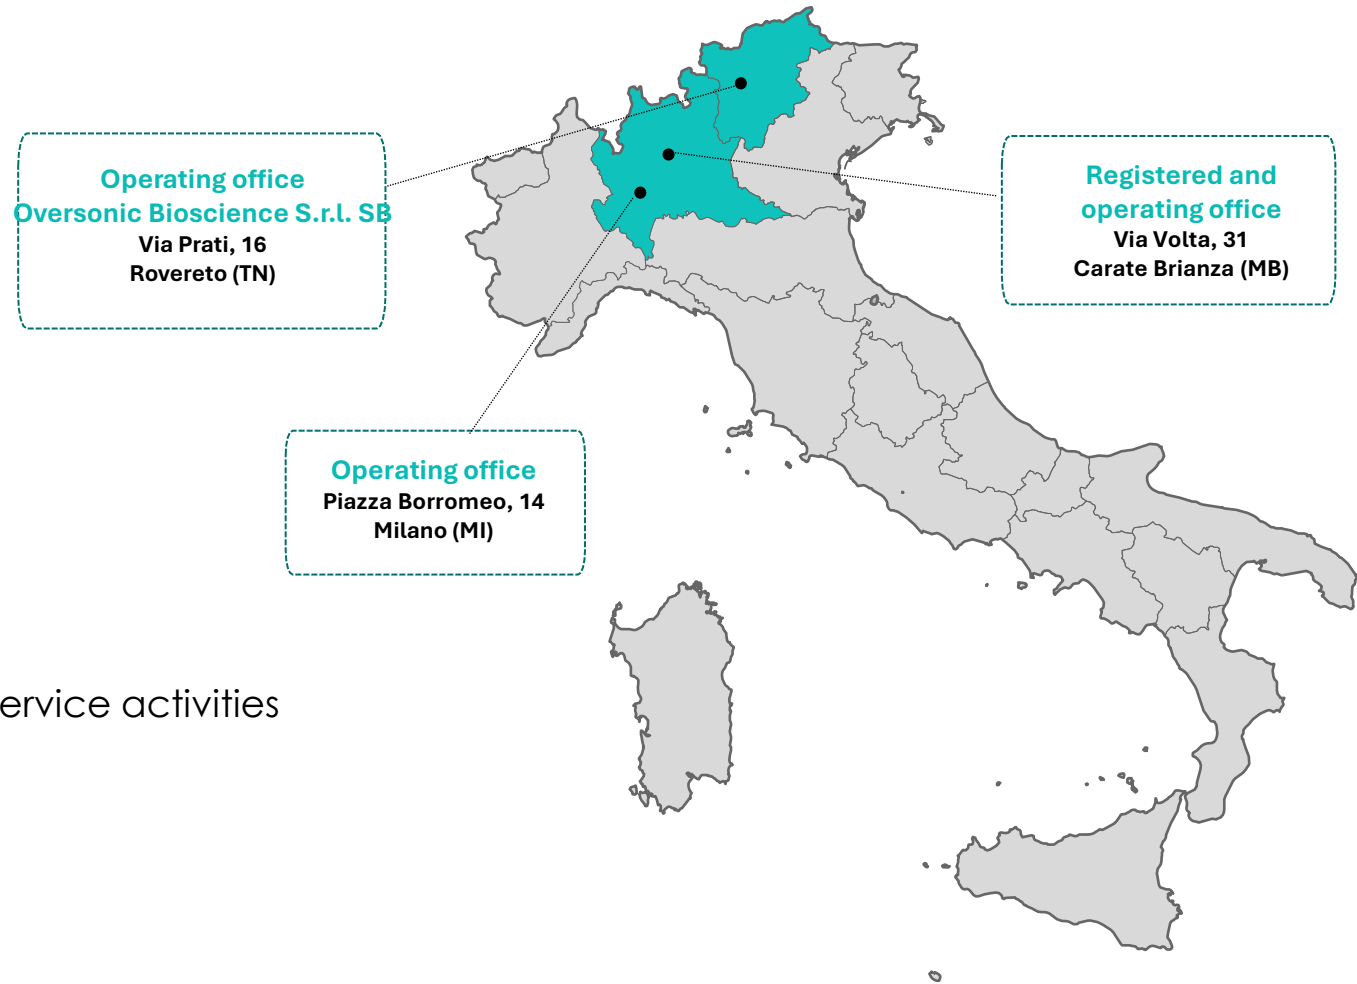 Operating office
Oversonic Bioscience S.r.l. SB
Via Prati, 16
Rovereto (TN)
Registered and
operating office
Via Volta, 31
Carate Brianza (MB)
Operating office
Piazza Borromeo, 14
Milano (MI)
ervice activities